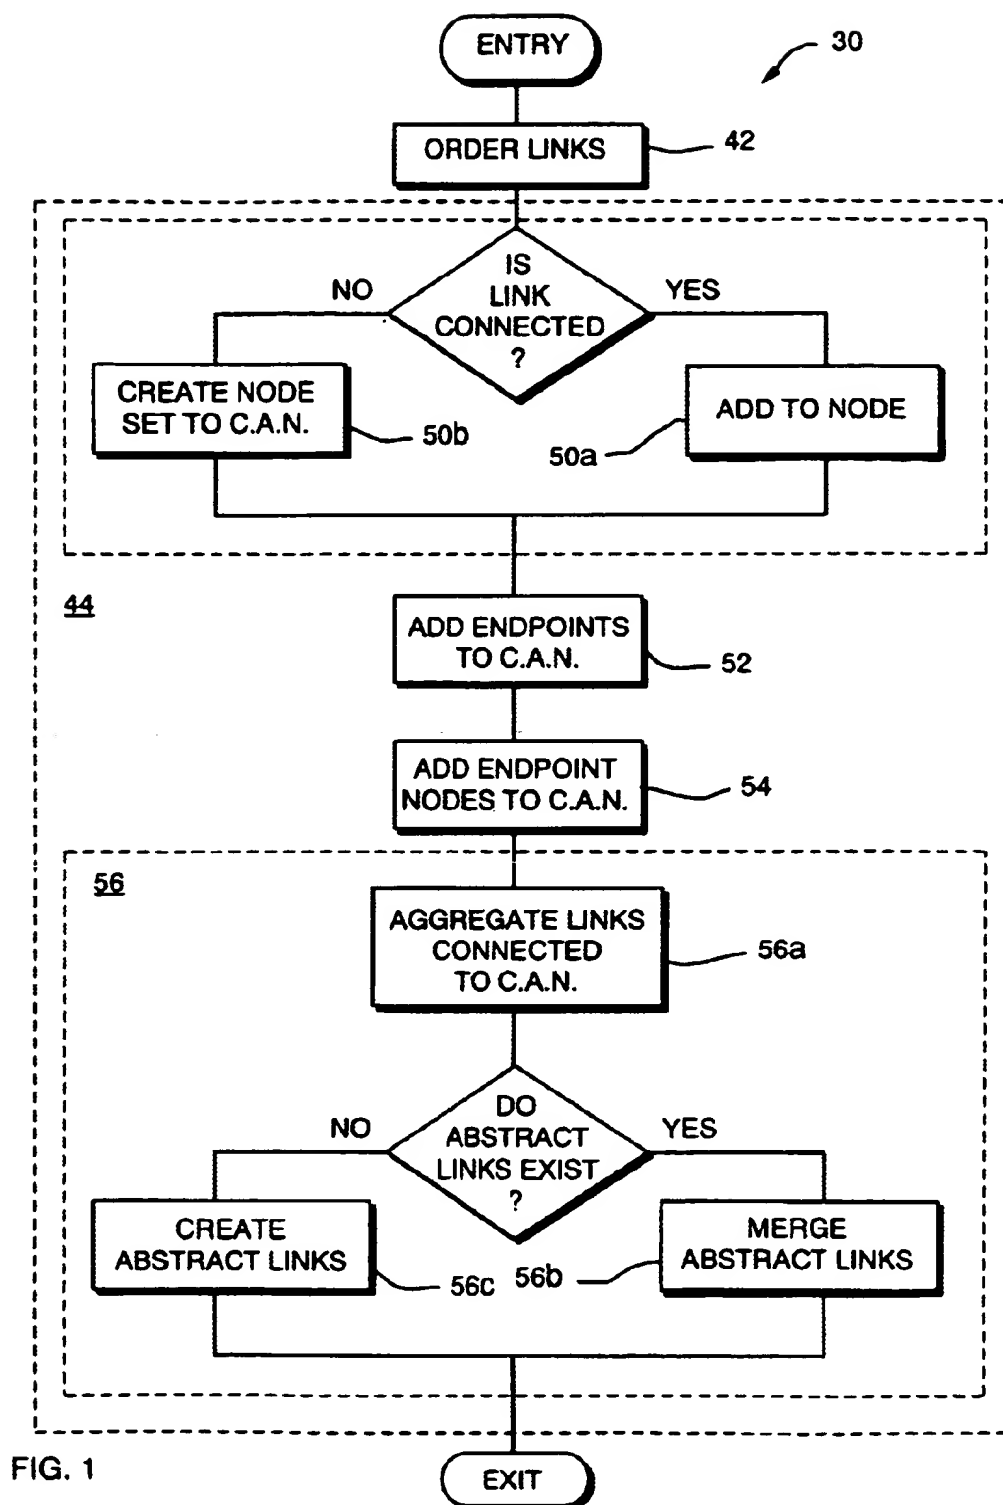 ENTRY
30
ORDER LINKS
42
IS
LINK
CONNECTED
?
NO
YES
CREATE NODE
SET TO C.A.N.
50b
ADD TO NODE
50a
44
ADD ENDPOINTS
TO C.A.N.
52
ADD ENDPOINT
NODES TO C.A.N.
54
56
AGGREGATE LINKS
CONNECTED
TO C.A.N.
56a
DO
ABSTRACT
LINKS EXIST
?
NO
YES
CREATE
ABSTRACT LINKS
56c
MERGE
ABSTRACT LINKS
56b
FIG. 1
EXIT